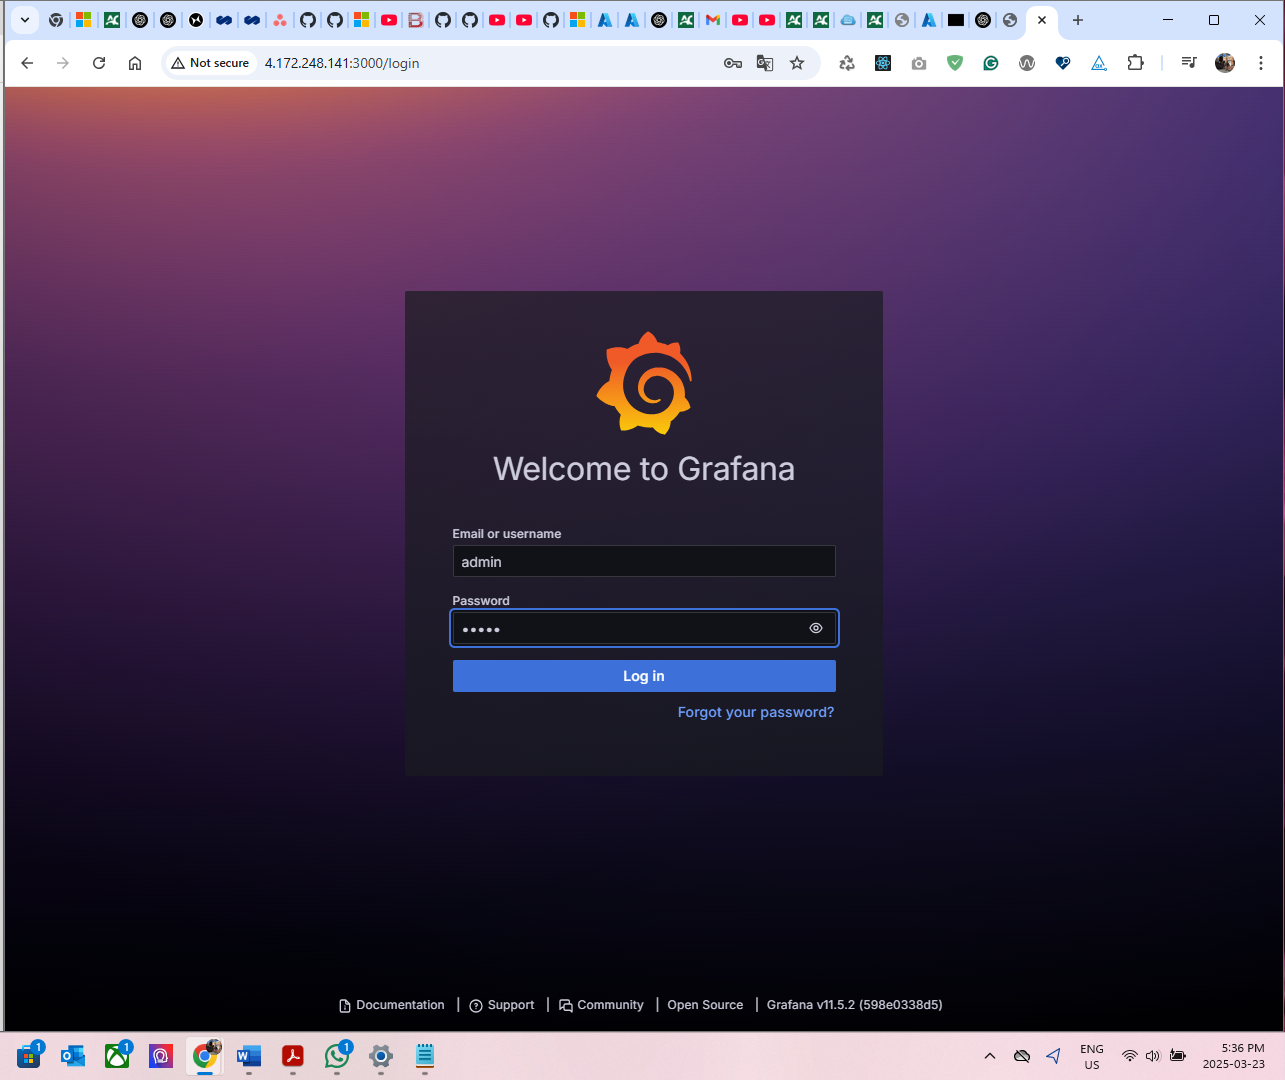 Not secure
4.172.248.141:3000/login
Welcome to Grafana
Email or username
admin
Password
•••••
Log in
Forgot your password?
Documentation | Support | Community | Open Source | Grafana v11.5.2 (598e0338d5)
1
1
1
ENG
US
5:36 PM
2025-03-23